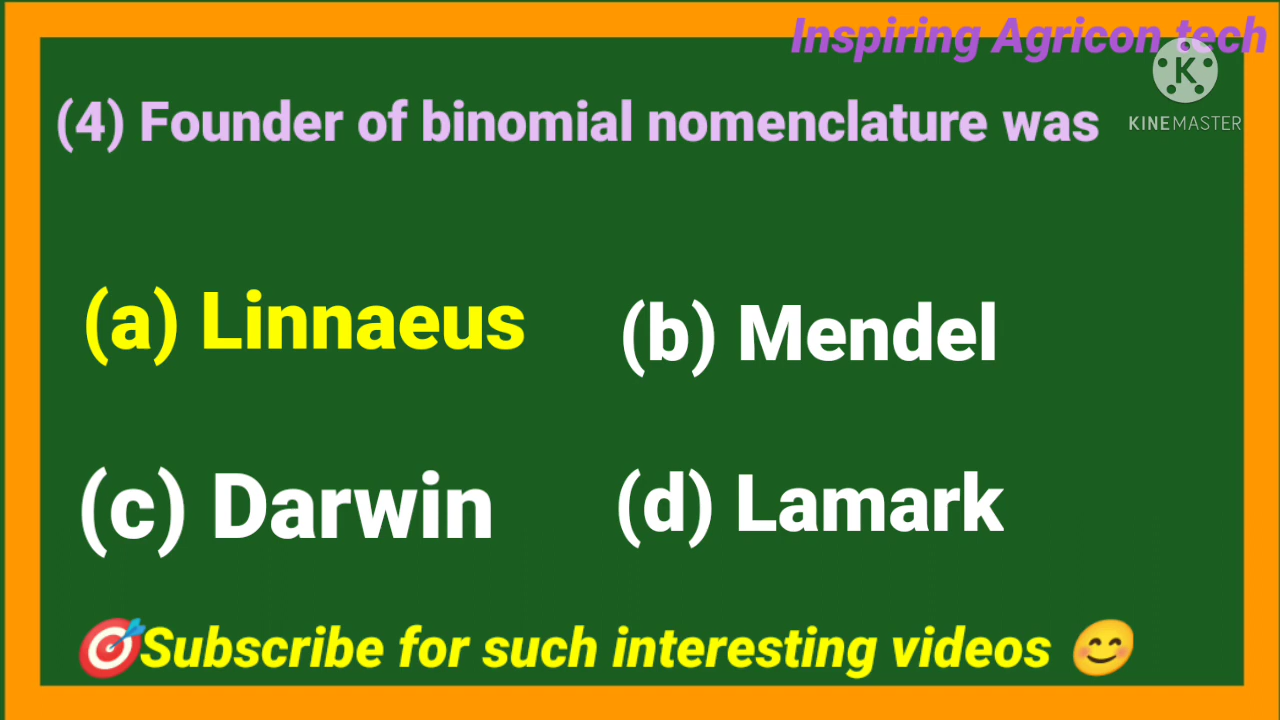 Inspiring Agricon tech
KINEMASTER
(4) Founder of binomial nomenclature was
(a) Linnaeus
(b) Mendel
(c) Darwin
(d) Lamark
🎯Subscribe for such interesting videos 😊